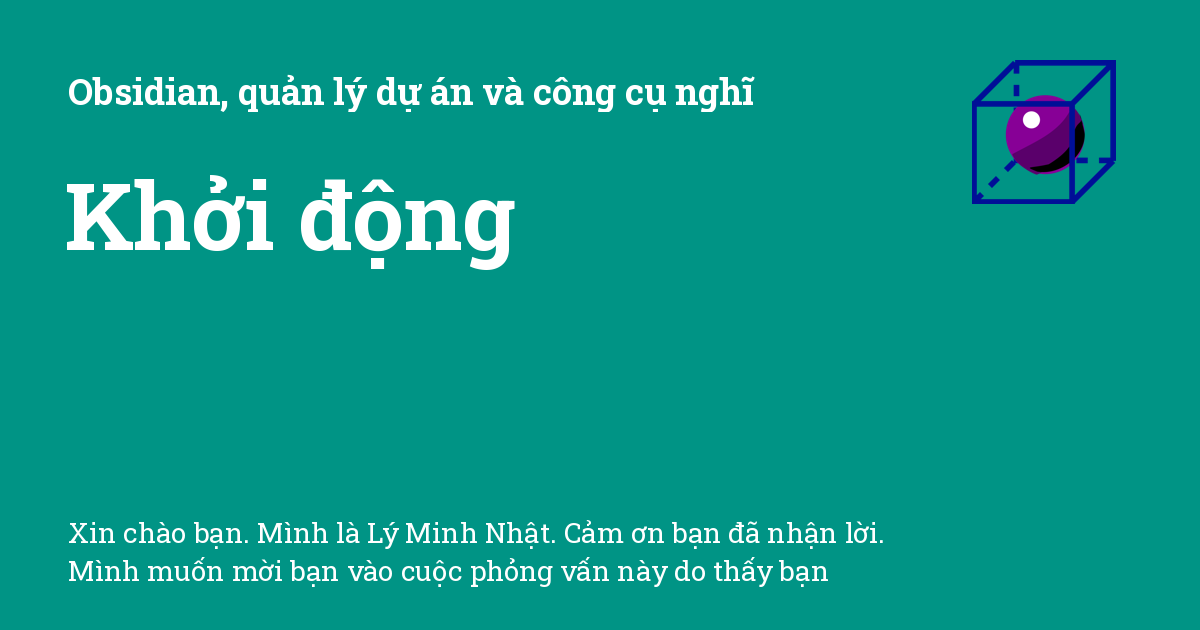 Obsidian, quản lý dự án và công cụ nghĩ
Khởi động
Xin chào bạn. Mình là Lý Minh Nhật. Cảm ơn bạn đã nhận lời.
Mình muốn mời bạn vào cuộc phỏng vấn này do thấy bạn